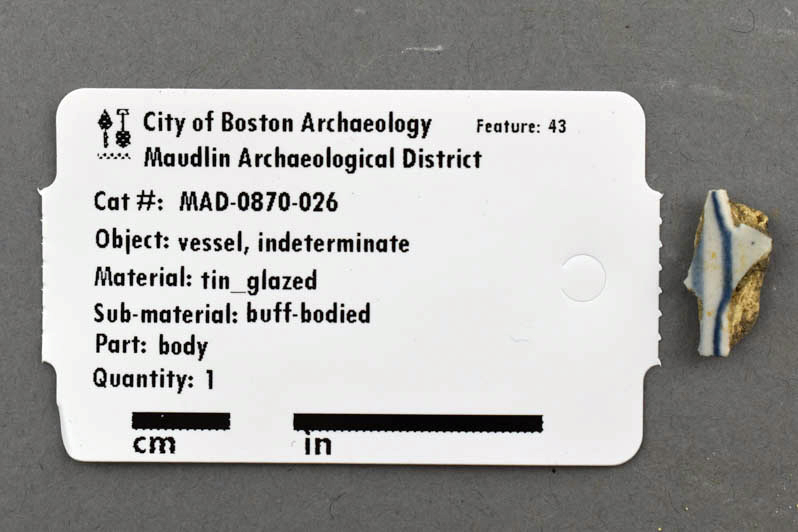 City of Boston Archaeology Feature: 43
Maudlin Archaeological District
Cat #: MAD-0870-026
Object: vessel, indeterminate
Material: tin_glazed
Sub-material: buff-bodied
Part: body
Quantity: 1
cm in